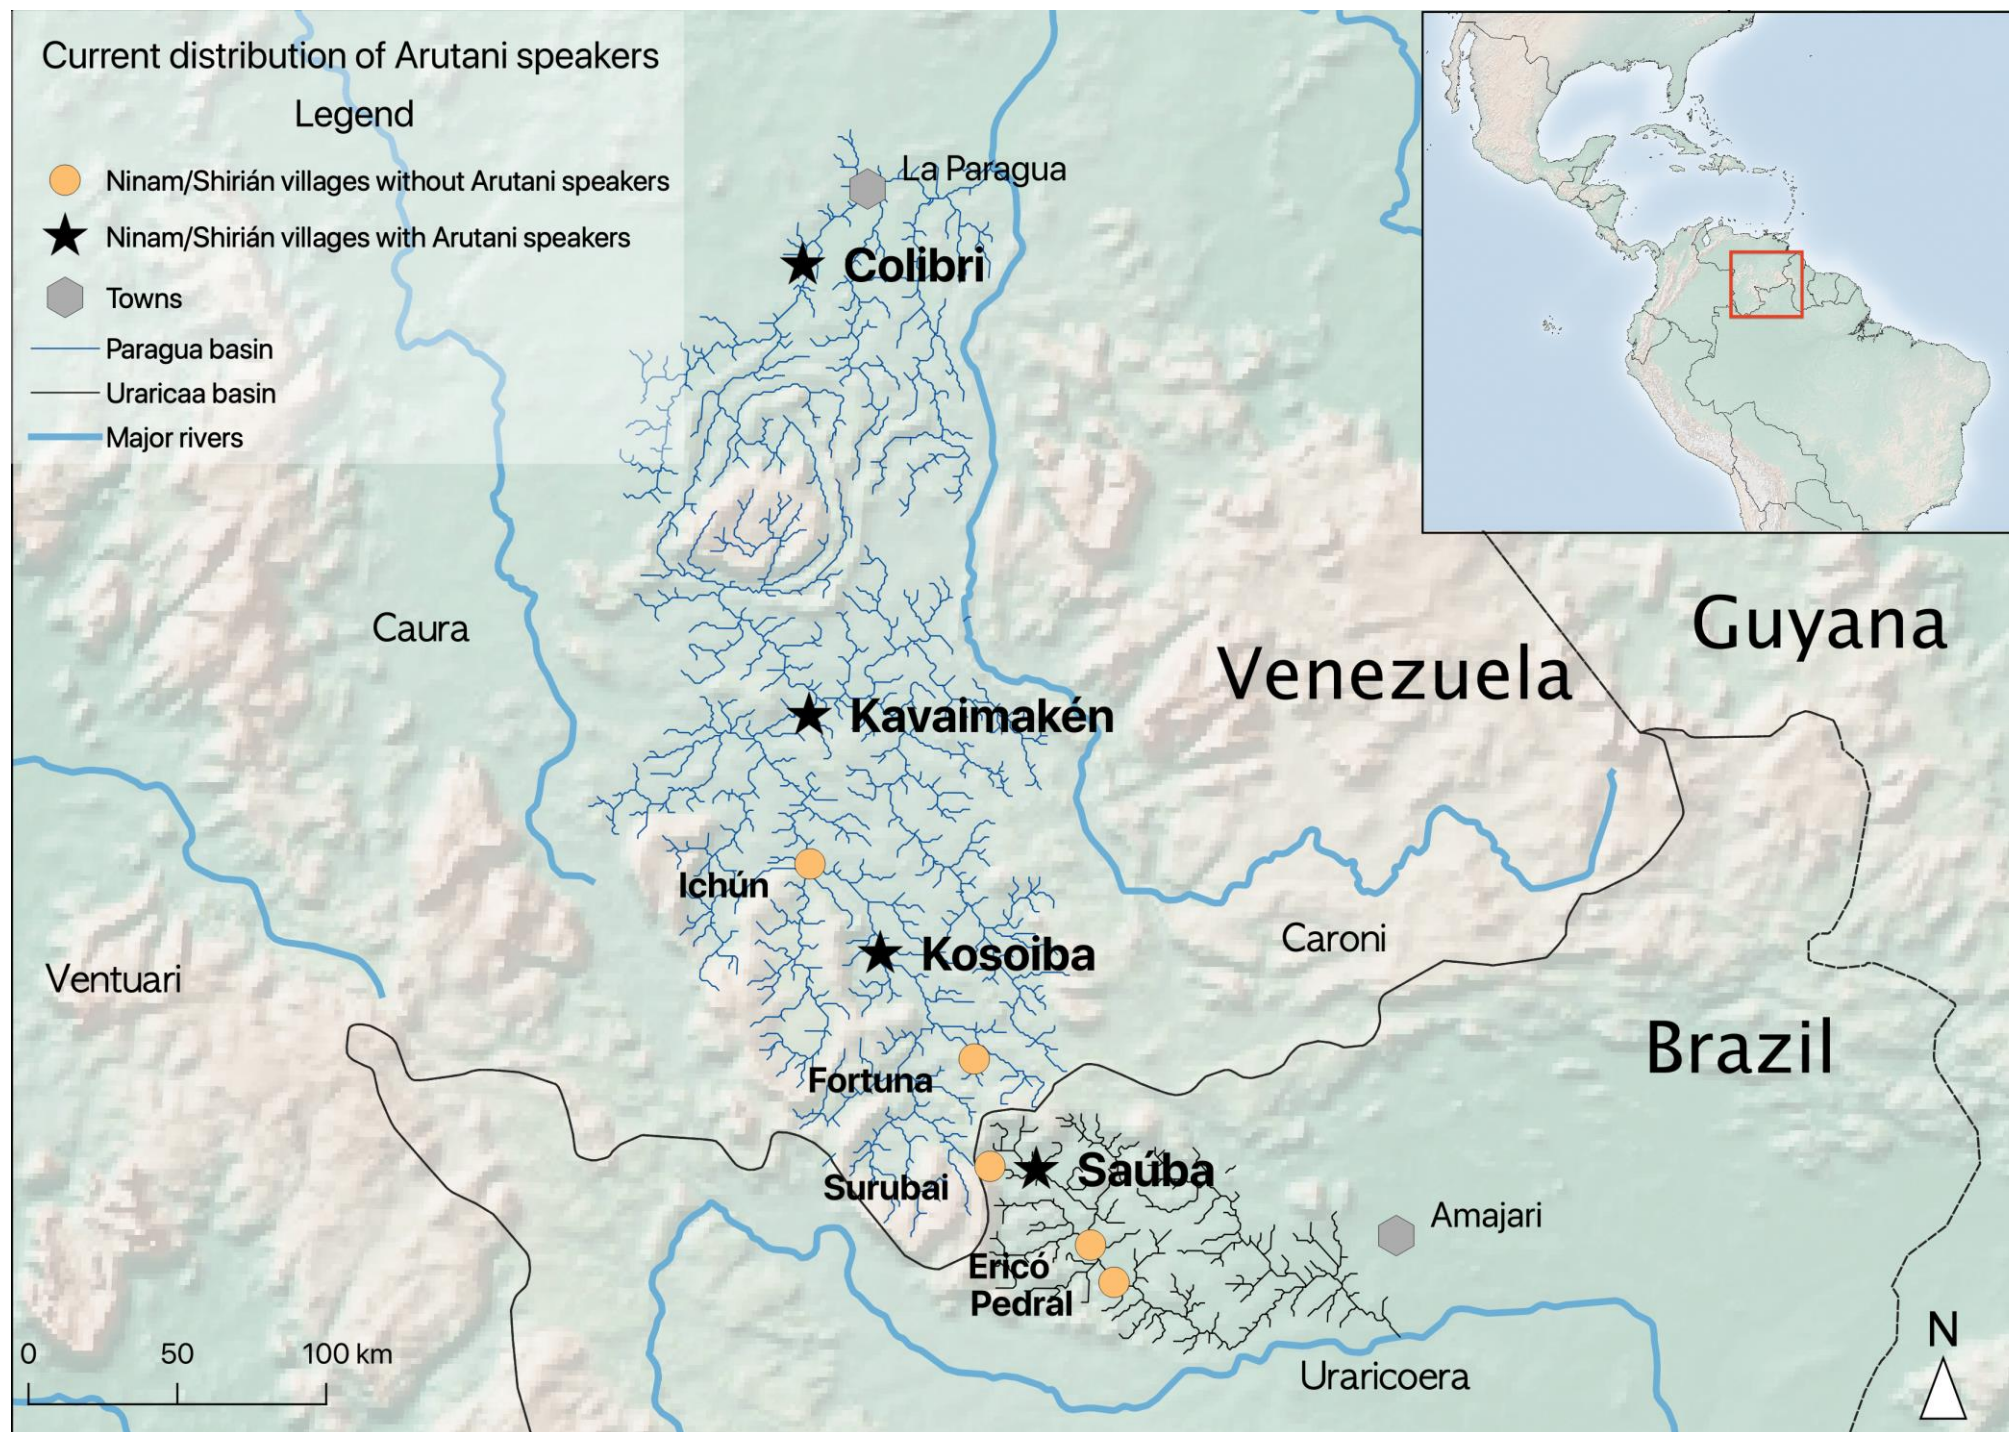 Current distribution of Arutani speakers
Legend
Ninam/Shirián villages without Arutani speakers
Ninam/Shirián villages with Arutani speakers
Towns
Paragua basin
Uraricaa basin
Major rivers
La Paragua
Colibri
Caura
Guyana
Venezuela
Kavaimakén
Ichún
Caroni
Kosoiba
Ventuari
Brazil
Fortuna
Saúba
Surubai
Amajari
Ericó
Pedral
Uraricoera
0 50 100 km
N